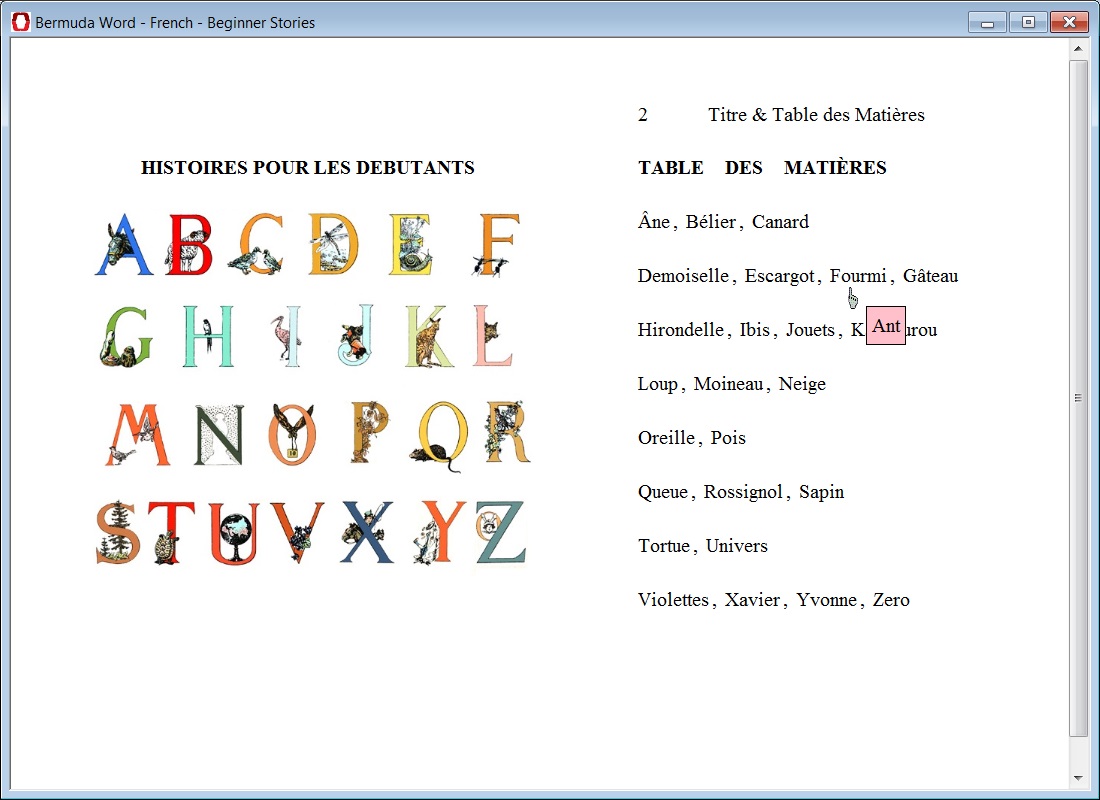 Bermuda Word - French - Beginner Stories
HISTOIRES POUR LES DEBUTANTS
A B C D E F
G H I J K L
M N O P Q R
S T U V X Y Z
2 Titre & Table des Matières
TABLE DES MATIÈRES
Âne, Bélier, Canard
Demoiselle, Escargot, Fourmi, Gâteau
Hirondelle, Ibis, Jouets, K
Ant
urou
Loup, Moineau, Neige
Oreille, Pois
Queue, Rossignol, Sapin
Tortue, Univers
Violettes, Xavier, Yvonne, Zero